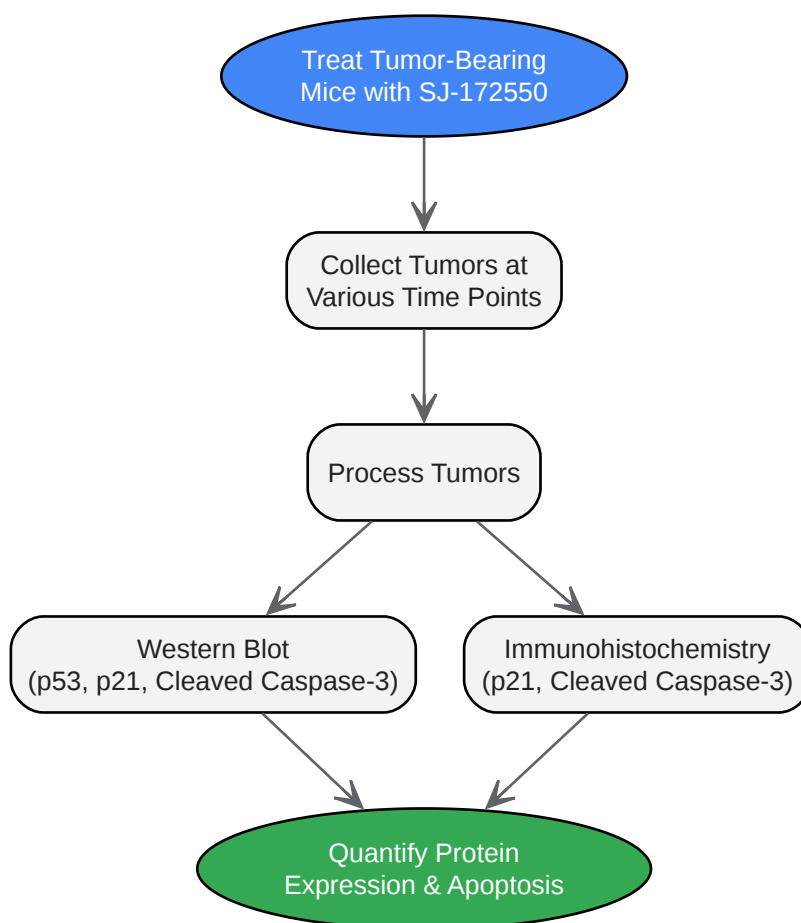 Treat Tumor-Bearing
Mice with SJ-172550
Collect Tumors at
Various Time Points
Process Tumors
Western Blot
(p53, p21, Cleaved Caspase-3)
Immunohistochemistry
(p21, Cleaved Caspase-3)
Quantify Protein
Expression & Apoptosis